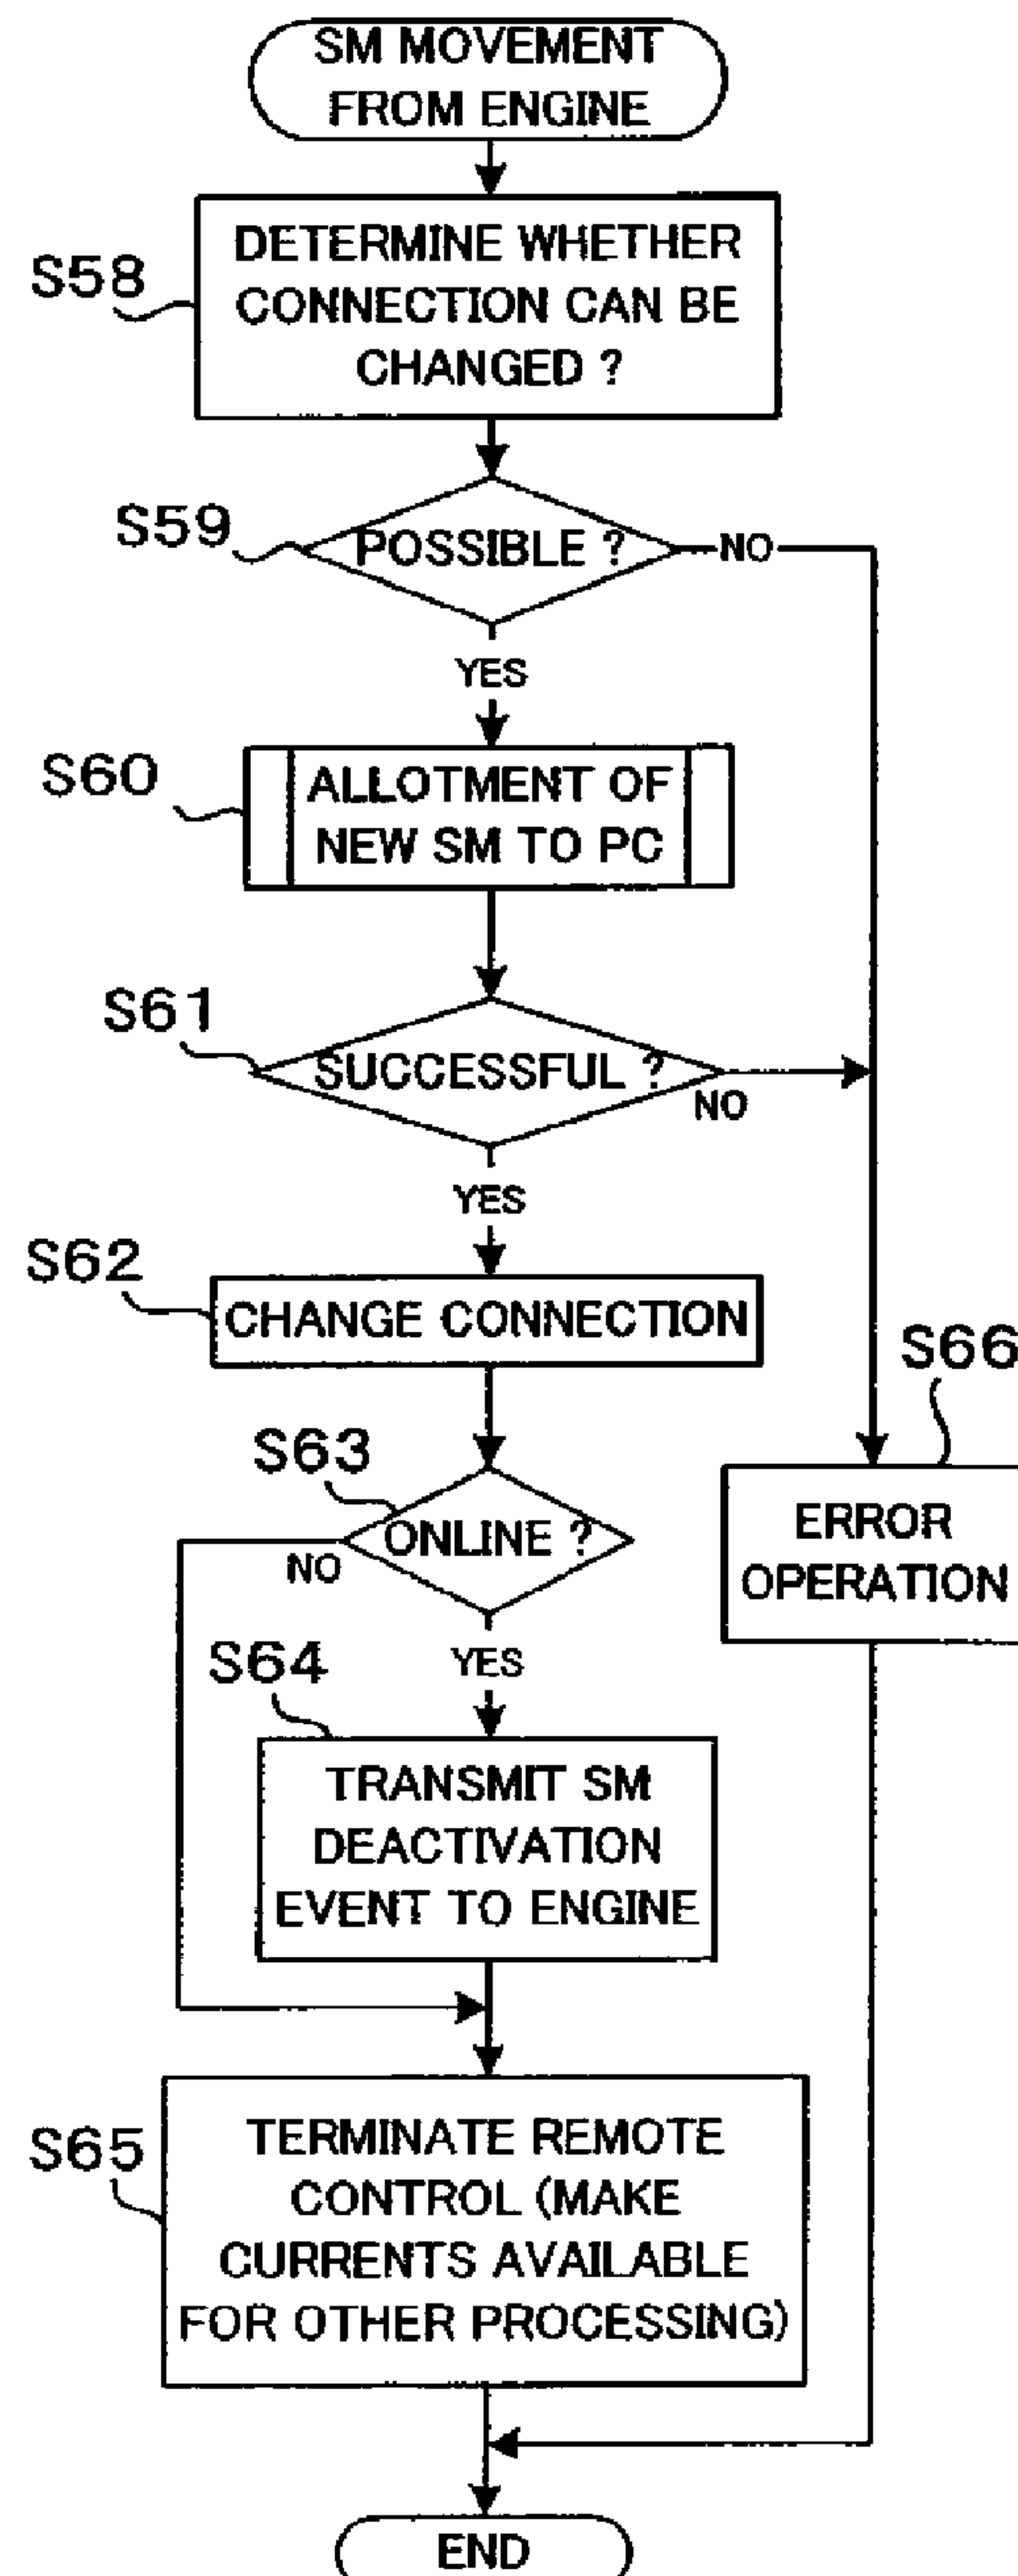 SM MOVEMENT
FROM ENGINE
S58
DETERMINE WHETHER
CONNECTION CAN BE
CHANGED ?
S59
POSSIBLE ?
NO
YES
S60
ALLOTMENT OF
NEW SM TO PC
S61
SUCCESSFUL ?
NO
YES
S62
CHANGE CONNECTION
S66
ERROR
OPERATION
S63
ONLINE ?
NO
YES
S64
TRANSMIT SM
DEACTIVATION
EVENT TO ENGINE
S65
TERMINATE REMOTE
CONTROL (MAKE
CURRENTS AVAILABLE
FOR OTHER PROCESSING)
END